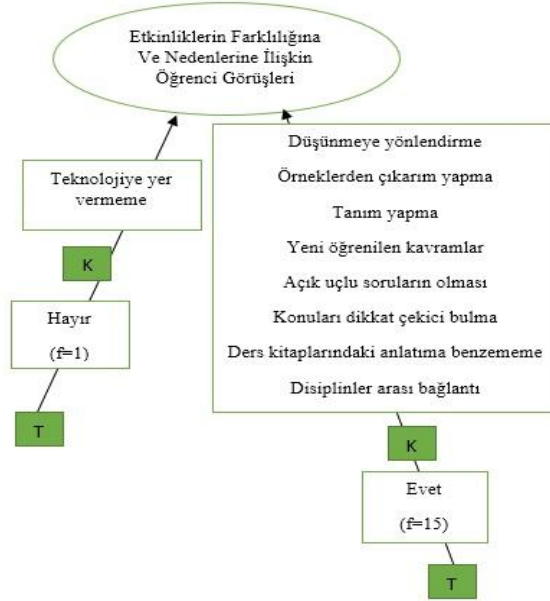 Etkinliklerin Farklılığına
Ve Nedenlerine İlişkin
Öğrenci Görüşleri
Teknolojiye yer
vermeme
K
Hayır
(f=1)
T
Düşünmeye yönlendirme
Örneklerden çıkarım yapma
Tanım yapma
Yeni öğrenilen kavramlar
Açık uçlu soruların olması
Konuları dikkat çekici bulma
Ders kitaplarındaki anlatıma benzememe
Disiplinler arası bağlantı
K
Evet
(f=15)
T